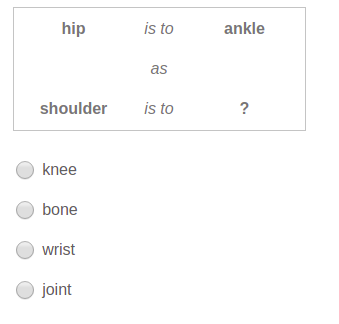 hip is to ankle
as
shoulder is to ?
knee
bone
wrist
joint